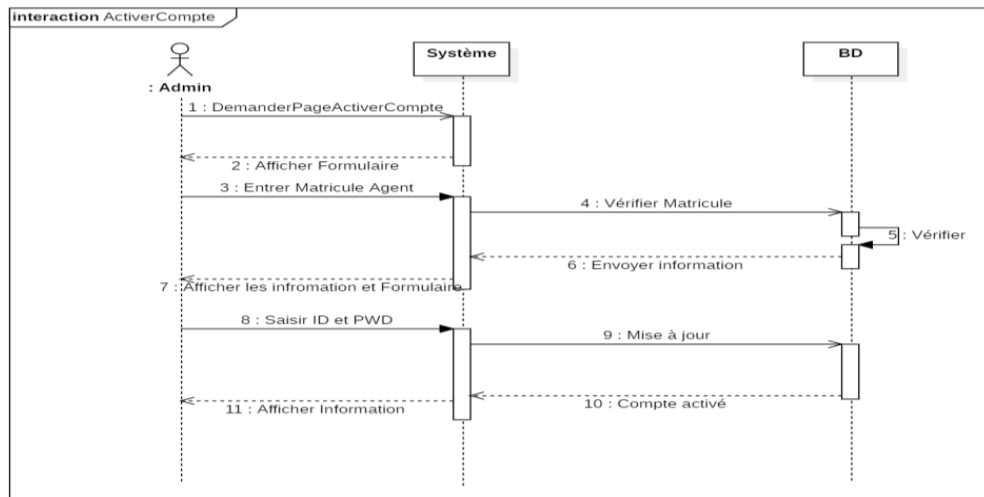 interaction ActiverCompte
Système
BD
: Admin
1 : DemanderPageActiverCompte
2 : Afficher Formulaire
3 : Entrer Matricule Agent
4 : Vérifier Matricule
5 : Vérifier
6 : Envoyer information
7 : Afficher les infromation et Formulaire
8 : Saisir ID et PWD
9 : Mise à jour
10 : Compte activé
11 : Afficher Information